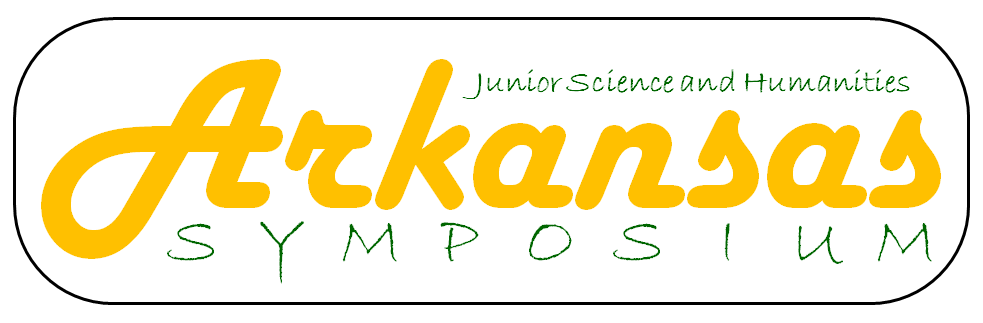 Junior Science and Humanities
Arkansas
SYMPOSIUM